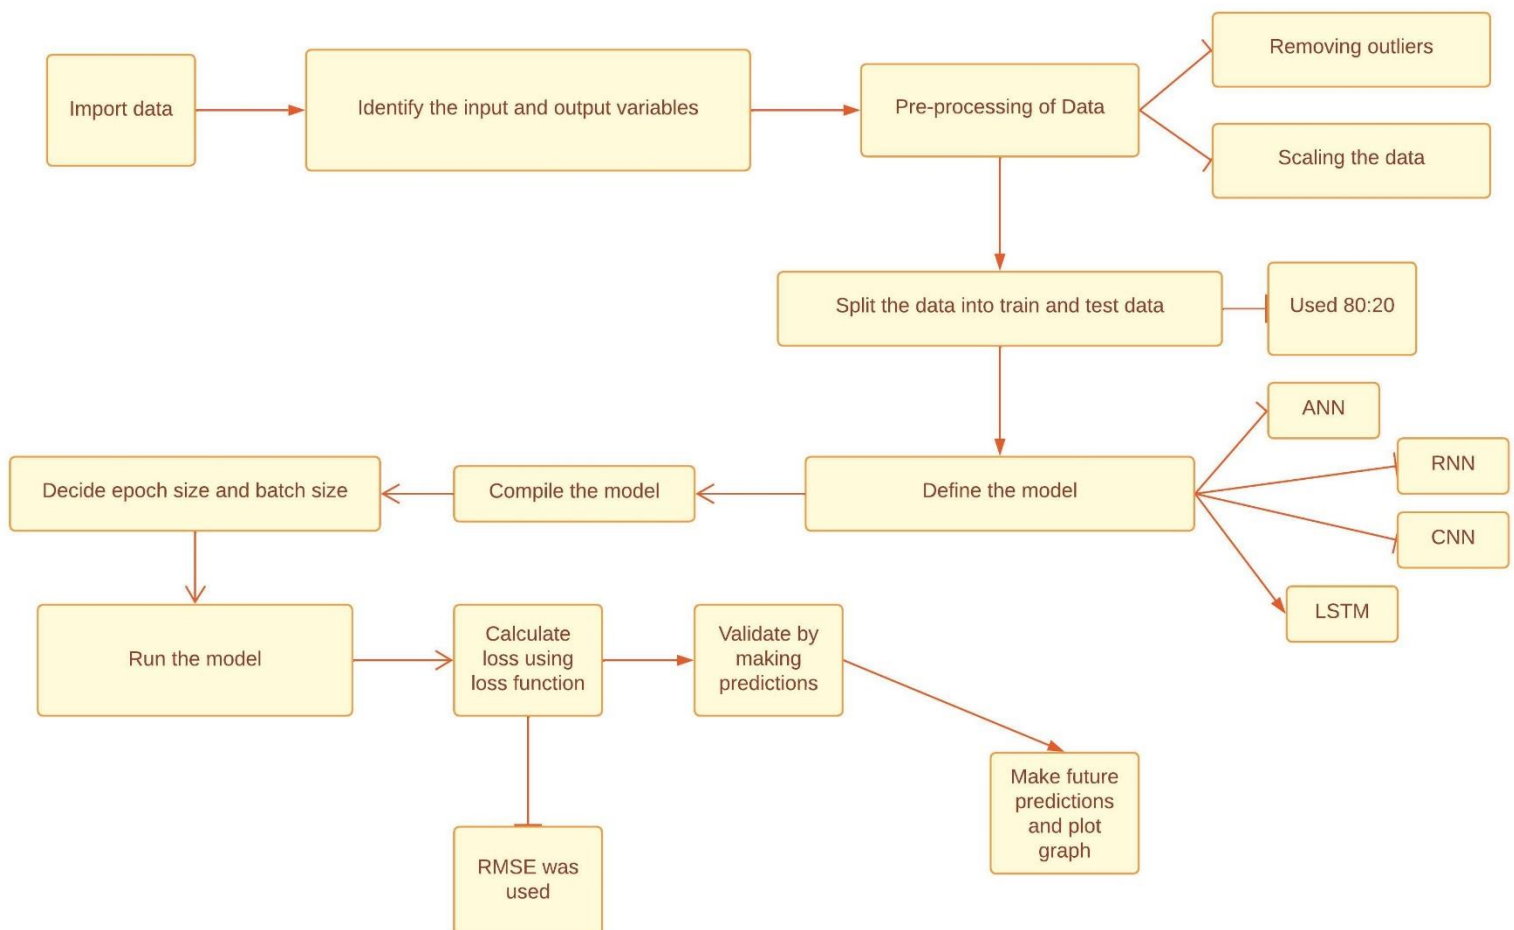 Import data
Identify the input and output variables
Pre-processing of Data
Removing outliers
Scaling the data
Split the data into train and test data
Used 80:20
Define the model
ANN
RNN
CNN
LSTM
Compile the model
Decide epoch size and batch size
Run the model
Calculate
loss using
loss function
RMSE was
used
Validate by
making
predictions
Make future
predictions
and plot
graph